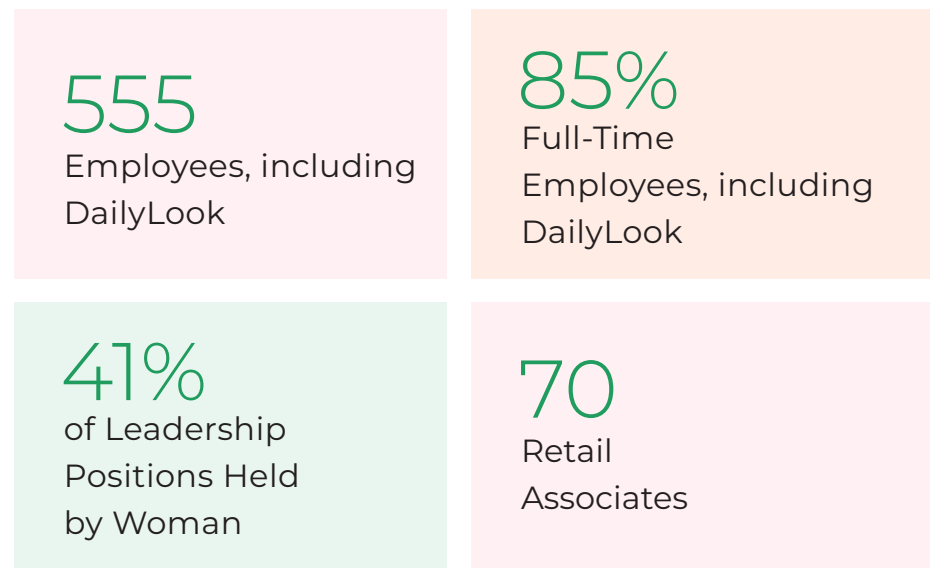 555
Employees, including
DailyLook
85%
Full-Time
Employees, including
DailyLook
41%
of Leadership
Positions Held
by Woman
70
Retail
Associates